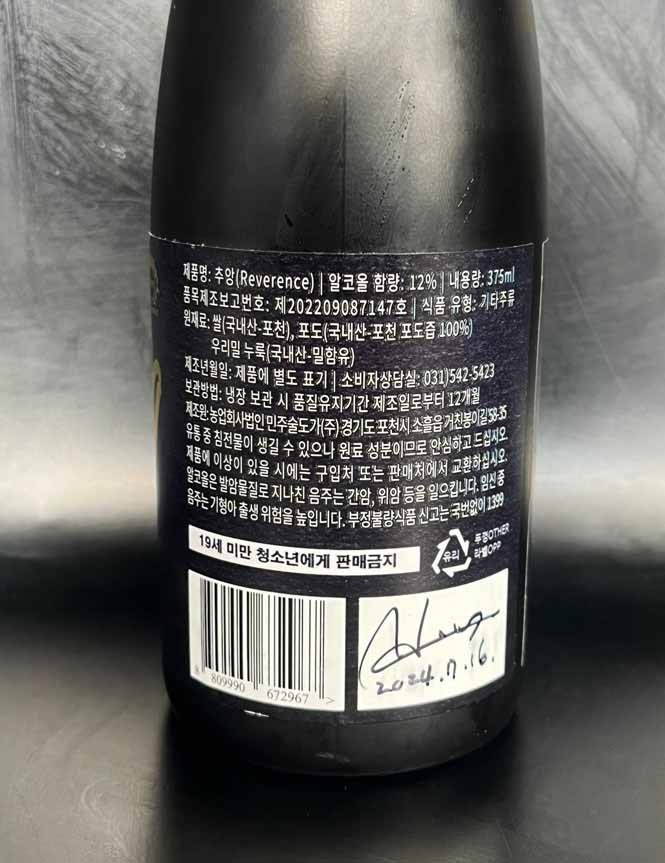 제품명: 추앙(Reverence) | 알코올 함량: 12% | 내용량: 375ml
품목제조보고번호: 제202209087147호 | 식품 유형: 기타주류
원재료: 쌀(국내산-포천), 포도(국내산-포천 포도즙 100%)
우리밀 누룩(국내산-밀함유)
제조년월일: 제품에 별도 표기 | 소비자상담실: 031)542-5423
보관방법: 냉장 보관 시 품질유지기간 제조일로부터 12개월
제조원: 농업회사법인 민주술도가(주) 경기도 포천시 소흘읍 거친봉이길 58-35
유통 중 침전물이 생길 수 있으나 원료 성분이므로 안심하고 드십시오.
제품에 이상이 있을 시에는 구입처 또는 판매처에서 교환하십시오.
알코올은 발암물질로 지나친 음주는 간암, 위암 등을 일으킵니다. 임신 중
음주는 기형아 출생 위험을 높입니다. 부정불량식품 신고는 국번없이 1399
19세 미만 청소년에게 판매금지
유리
뚜껑OTHER
라벨OPP
8 809990 672967 >
2024.7.16.